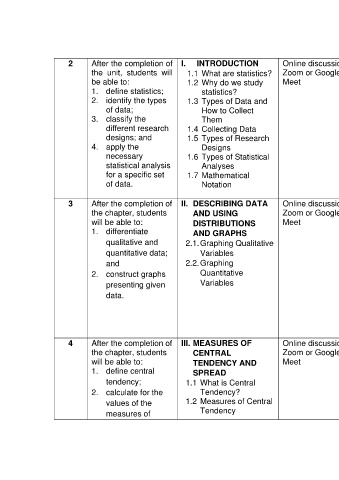 2
After the completion of
the unit, students will
be able to:
1. define statistics;
2. identify the types
of data;
3. classify the
different research
designs; and
4. apply the
necessary
statistical analysis
for a specific set
of data.
I. INTRODUCTION
1.1 What are statistics?
1.2 Why do we study
statistics?
1.3 Types of Data and
How to Collect
Them
1.4 Collecting Data
1.5 Types of Research
Designs
1.6 Types of Statistical
Analyses
1.7 Mathematical
Notation
Online discussi
Zoom or Google
Meet
3
After the completion of
the chapter, students
will be able to:
1. differentiate
qualitative and
quantitative data;
and
2. construct graphs
presenting given
data.
II. DESCRIBING DATA
AND USING
DISTRIBUTIONS
AND GRAPHS
2.1. Graphing Qualitative
Variables
2.2. Graphing
Quantitative
Variables
Online discussi
Zoom or Google
Meet
4
After the completion of
the chapter, students
will be able to:
1. define central
tendency;
2. calculate for the
values of the
measures of
III. MEASURES OF
CENTRAL
TENDENCY AND
SPREAD
1.1 What is Central
Tendency?
1.2 Measures of Central
Tendency
Online discussi
Zoom or Google
Meet